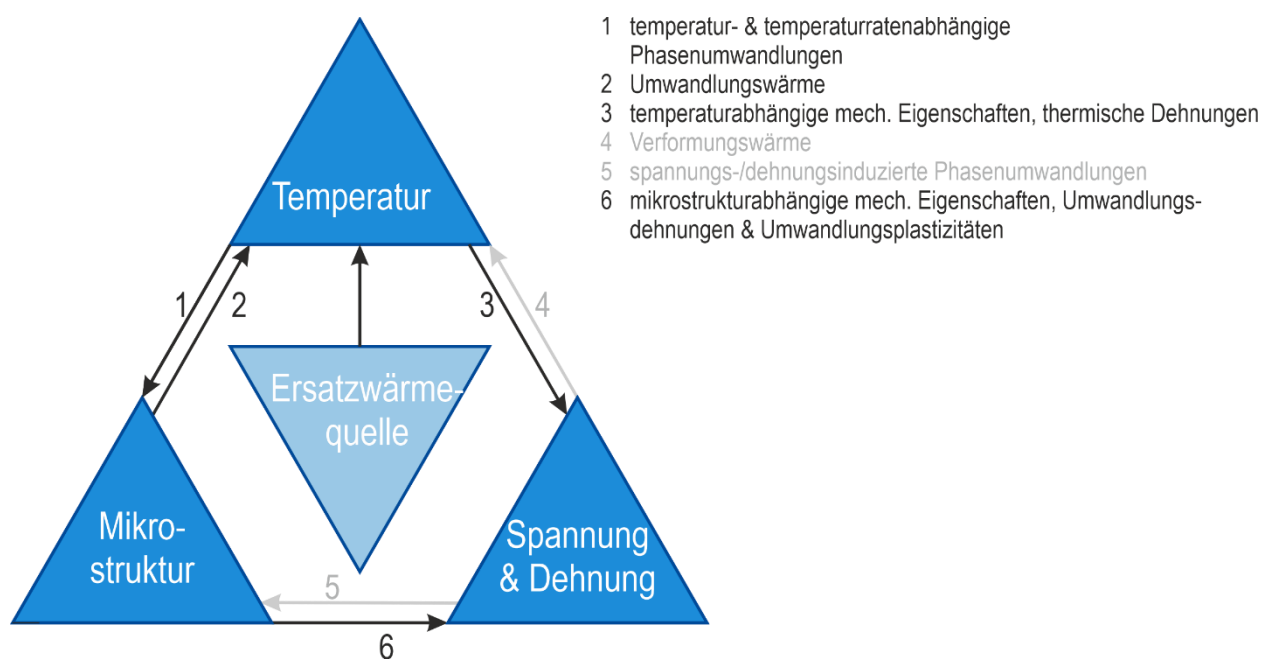 1 temperatur- & temperaturratenabhängige
Phasenumwandlungen
2 Umwandlungswärme
3 temperaturabhängige mech. Eigenschaften, thermische Dehnungen
4 Verformungswärme
5 spannungs-/dehnungsinduzierte Phasenumwandlungen
6 mikrostrukturabhängige mech. Eigenschaften, Umwandlungs-
dehnungen & Umwandlungsplastizitäten
Temperatur
1
2
3
4
Ersatzwärme-
quelle
Mikro-
struktur
Spannung
& Dehnung
5
6